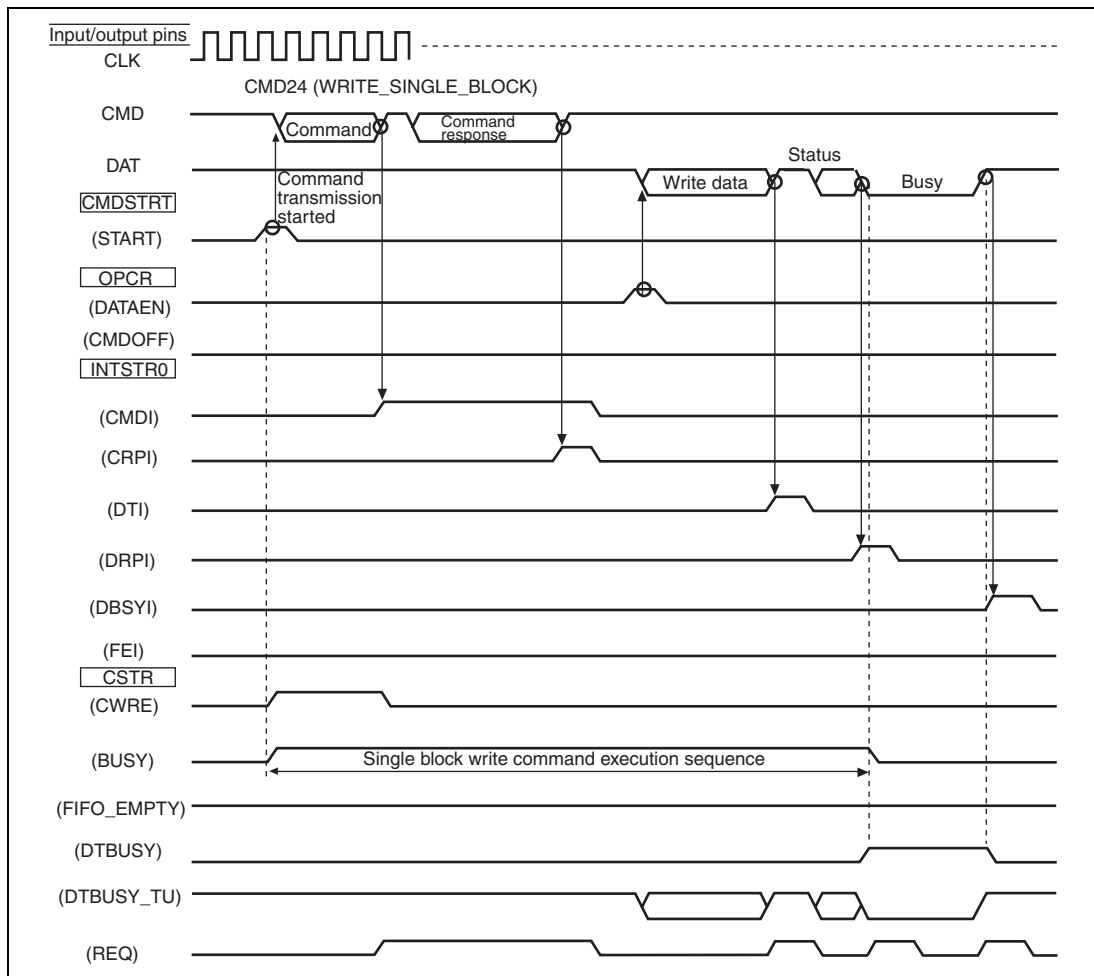 Input/output pins
CLK
CMD24 (WRITE_SINGLE_BLOCK)
CMD
Command
Command
response
DAT
Status
Write data
Busy
Command
transmission
started
CMDSTRT
(START)
OPCR
(DATAEN)
(CMDOFF)
INTSTR0
(CMDI)
(CRPI)
(DTI)
(DRPI)
(DBSYI)
(FEI)
CSTR
(CWRE)
(BUSY)
Single block write command execution sequence
(FIFO_EMPTY)
(DTBUSY)
(DTBUSY_TU)
(REQ)